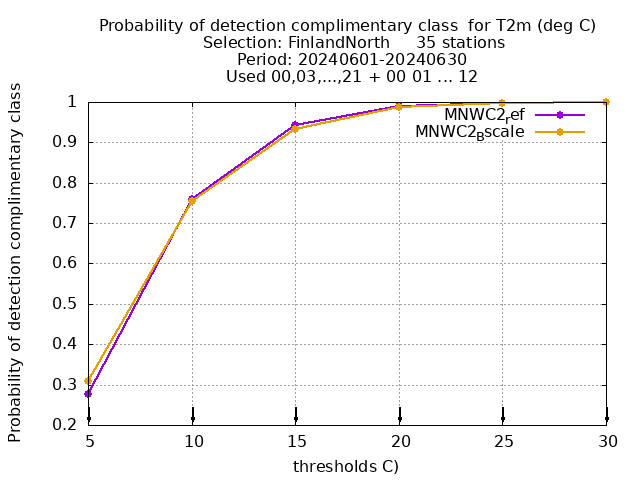 Probability of detection complimentary class  for T2m (deg C)
Selection: FinlandNorth     35 stations
Period: 20240601-20240630
Used 00,03,...,21 + 00 01 ... 12
Probability of detection complimentary class
1
0.9
0.8
0.7
0.6
0.5
0.4
0.3
0.2
MNWC2ref
MNWC2Bscale
5
10
15
20
25
30
thresholds C)